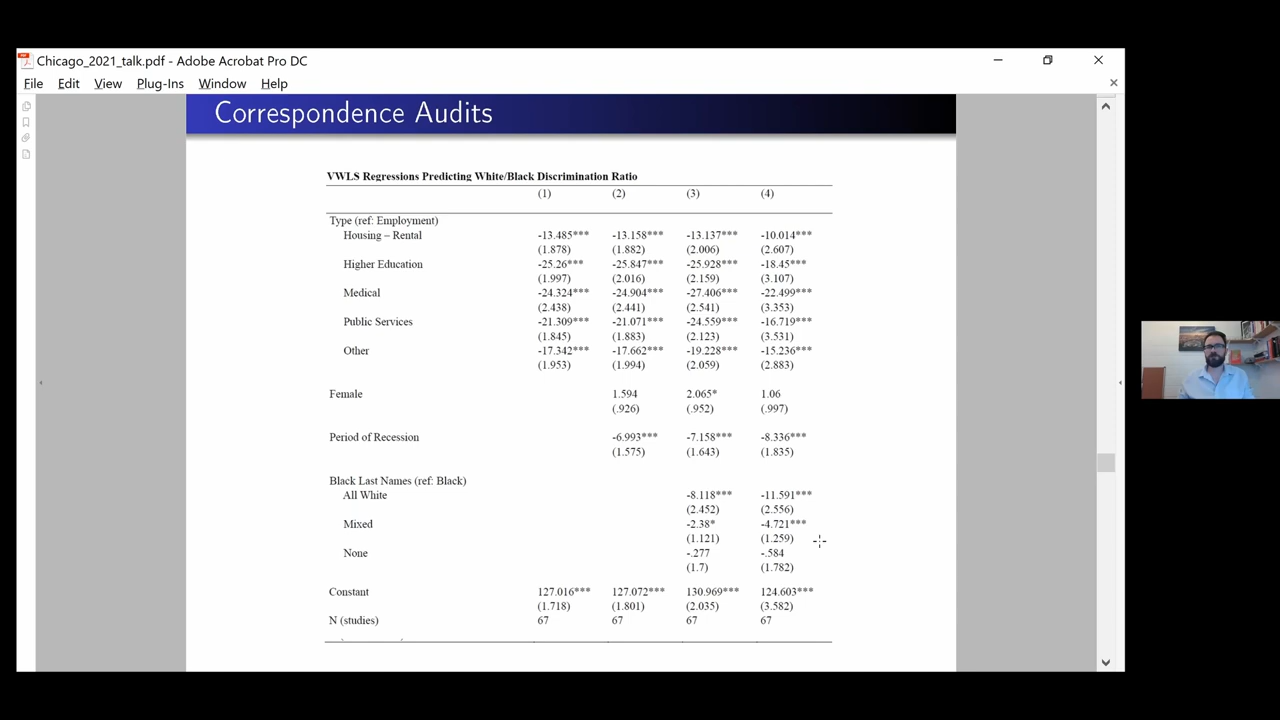 Chicago_2021_talk.pdf - Adobe Acrobat Pro DC
File Edit View Plug-Ins Window Help
Correspondence Audits
VWLS Regressions Predicting White/Black Discrimination Ratio
(1) (2) (3) (4)
Type (ref: Employment)
Housing – Rental -13.485*** -13.158*** -13.137*** -10.014***
(1.878) (1.882) (2.006) (2.607)
Higher Education -25.26*** -25.847*** -25.928*** -18.45***
(1.997) (2.016) (2.159) (3.107)
Medical -24.324*** -24.904*** -27.406*** -22.499***
(2.438) (2.441) (2.541) (3.353)
Public Services -21.309*** -21.071*** -24.559*** -16.719***
(1.845) (1.883) (2.123) (3.531)
Other -17.342*** -17.662*** -19.228*** -15.236***
(1.953) (1.994) (2.059) (2.883)
Female 1.594 2.065* 1.06
(.926) (.952) (.997)
Period of Recession -6.993*** -7.158*** -8.336***
(1.575) (1.643) (1.835)
Black Last Names (ref: Black)
All White -8.118*** -11.591***
(2.452) (2.556)
Mixed -2.38* -4.721***
(1.121) (1.259)
None -.277 -.584
(1.7) (1.782)
Constant 127.016*** 127.072*** 130.969*** 124.603***
(1.718) (1.801) (2.035) (3.582)
N (studies) 67 67 67 67